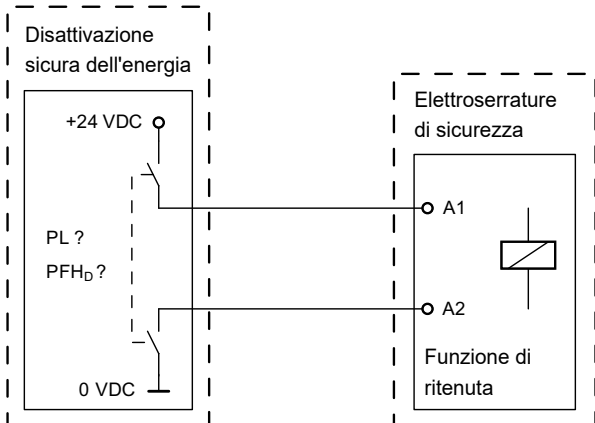 Disattivazione
sicura dell'energia
+24 VDC
PL ?
PFHD ?
0 VDC
Elettroserrature
di sicurezza
A1
A2
Funzione di
ritenuta